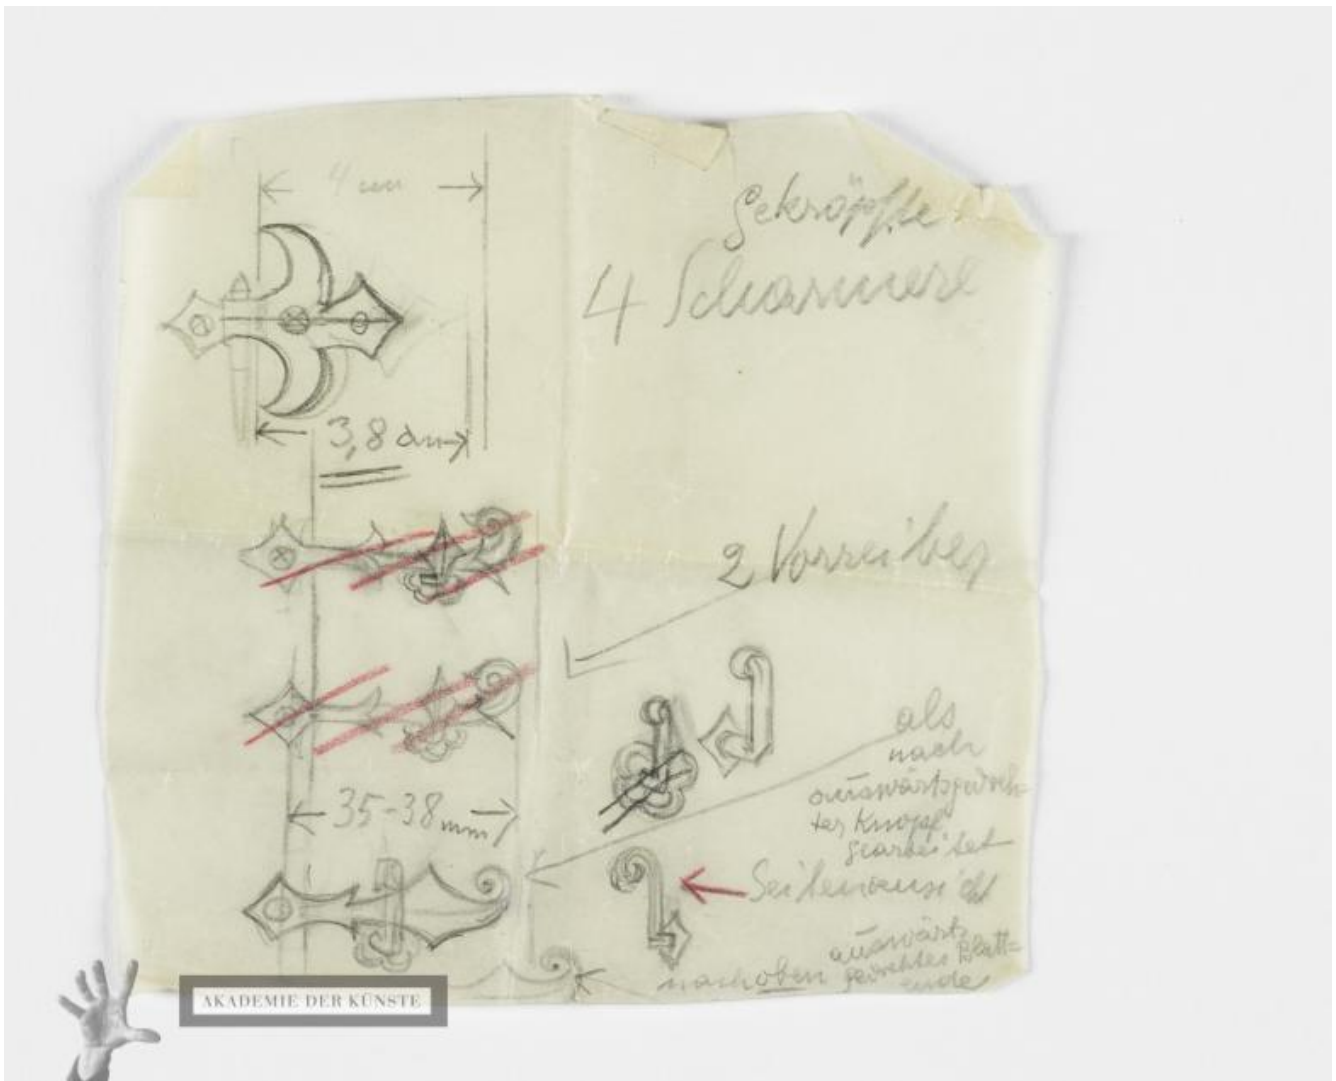 4 cm
gekröpfte
4 Scharniere
3,8 cm
2 Vorreiber
als
nach
auswärtsgedreh=
ter Knopf
gearbeitet
35-38 mm
Seitenansicht
auswärts
nach oben gedrehtes Blatt=
ende
AKADEMIE DER KÜNSTE